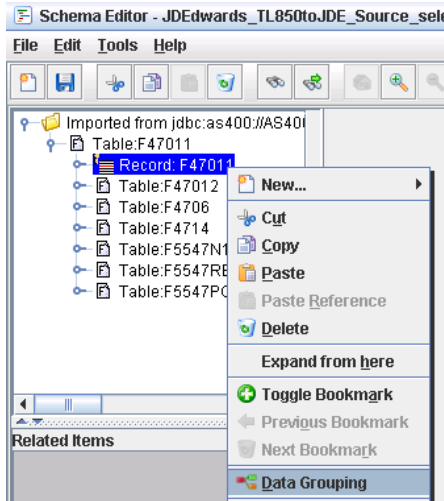 Schema Editor - JDEdwards_TL850toJDE_Source_sele
File Edit Tools Help
Imported from jdbc:as400://AS40
Table:F47011
Record: F47011
Table:F47012
Table:F4706
Table:F4714
Table:F5547N1
Table:F5547RE
Table:F5547PO
New...
Cut
Copy
Paste
Paste Reference
Delete
Expand from here
Toggle Bookmark
Previous Bookmark
Next Bookmark
Data Grouping
Related Items